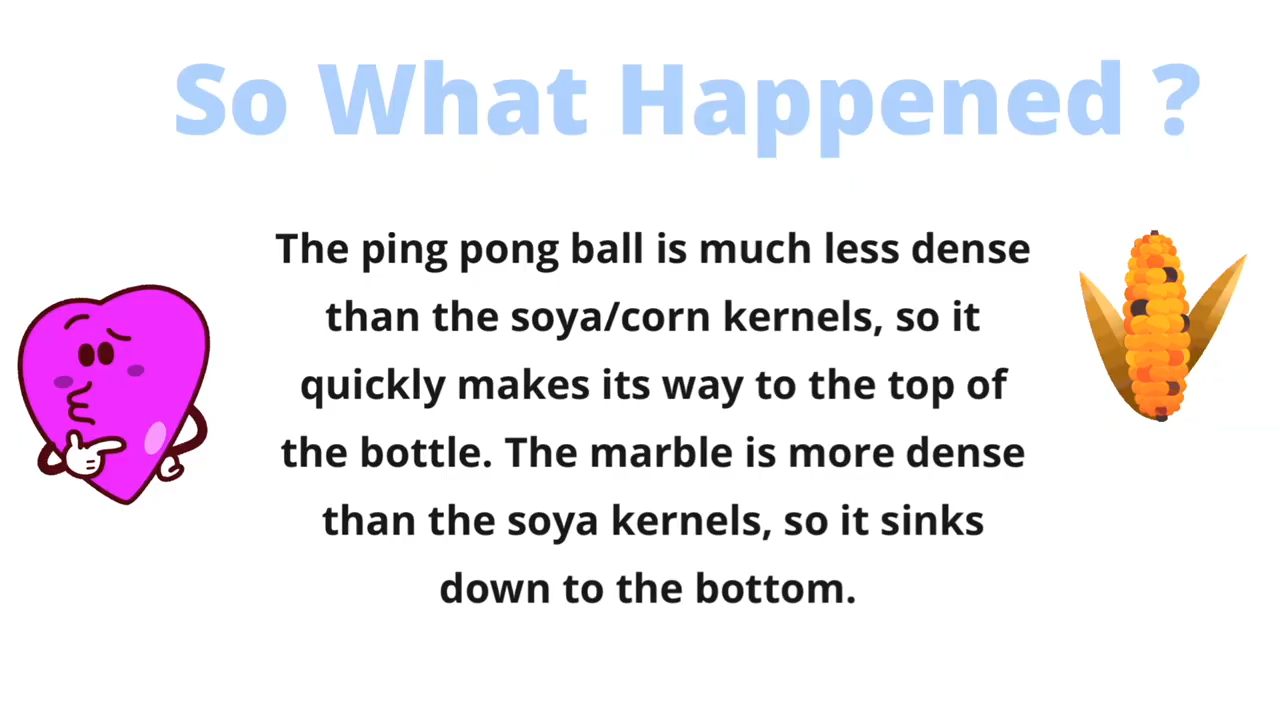 So What Happened ?
The ping pong ball is much less dense
than the soya/corn kernels, so it
quickly makes its way to the top of
the bottle. The marble is more dense
than the soya kernels, so it sinks
down to the bottom.